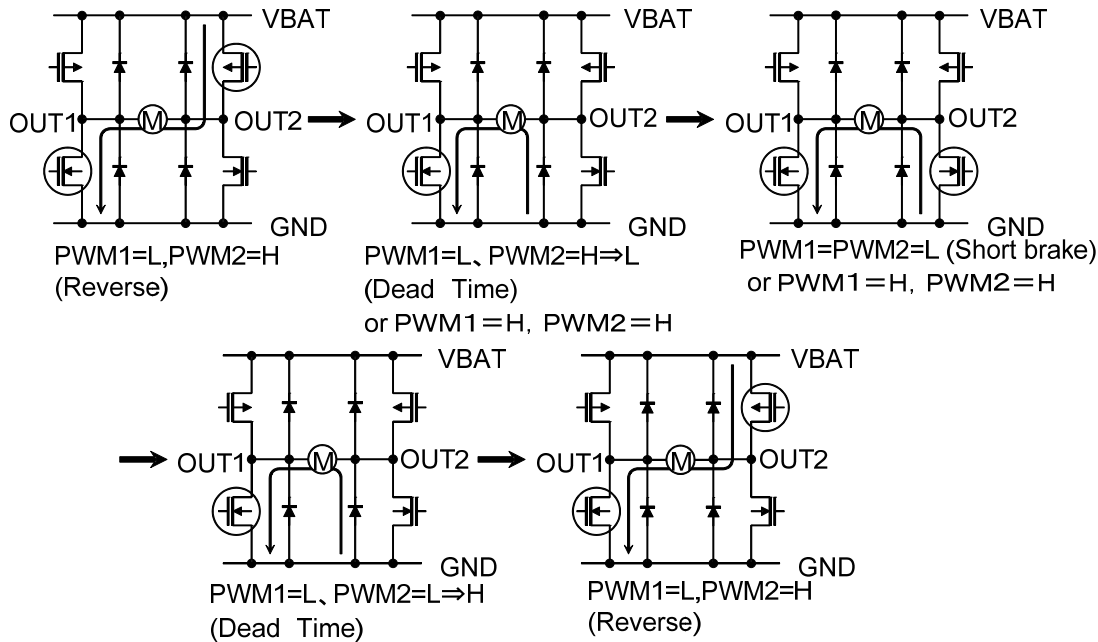 VBAT
OUT1
M
OUT2
GND
PWM1=L,PWM2=H
(Reverse)
VBAT
OUT1
M
OUT2
GND
PWM1=L、PWM2=H⇒L
(Dead Time)
or PWM1=H, PWM2=H
VBAT
OUT1
M
OUT2
GND
PWM1=PWM2=L (Short brake)
or PWM1=H, PWM2=H
VBAT
OUT1
M
OUT2
GND
PWM1=L、PWM2=L⇒H
(Dead Time)
VBAT
OUT1
M
OUT2
GND
PWM1=L,PWM2=H
(Reverse)